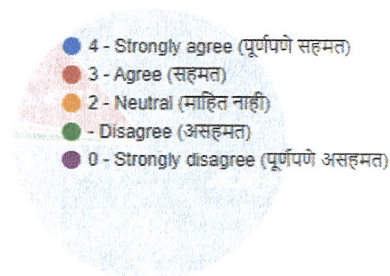 4 - Strongly agree (पूर्णपणे सहमत)
3 - Agree (सहमत)
2 - Neutral (माहित नाही)
- Disagree (असहमत)
0 - Strongly disagree (पूर्णपणे असहमत)